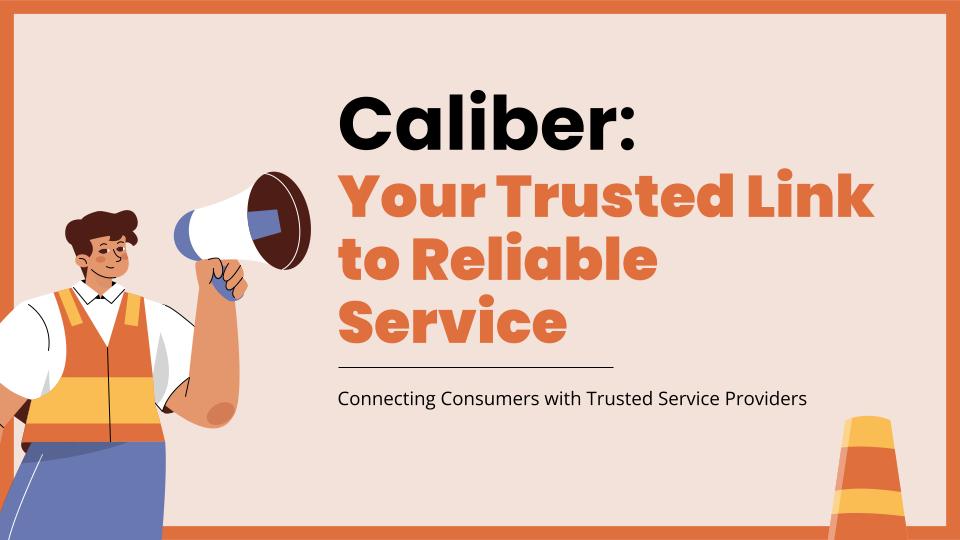 Caliber:
Your Trusted Link
to Reliable
Service
Connecting Consumers with Trusted Service Providers